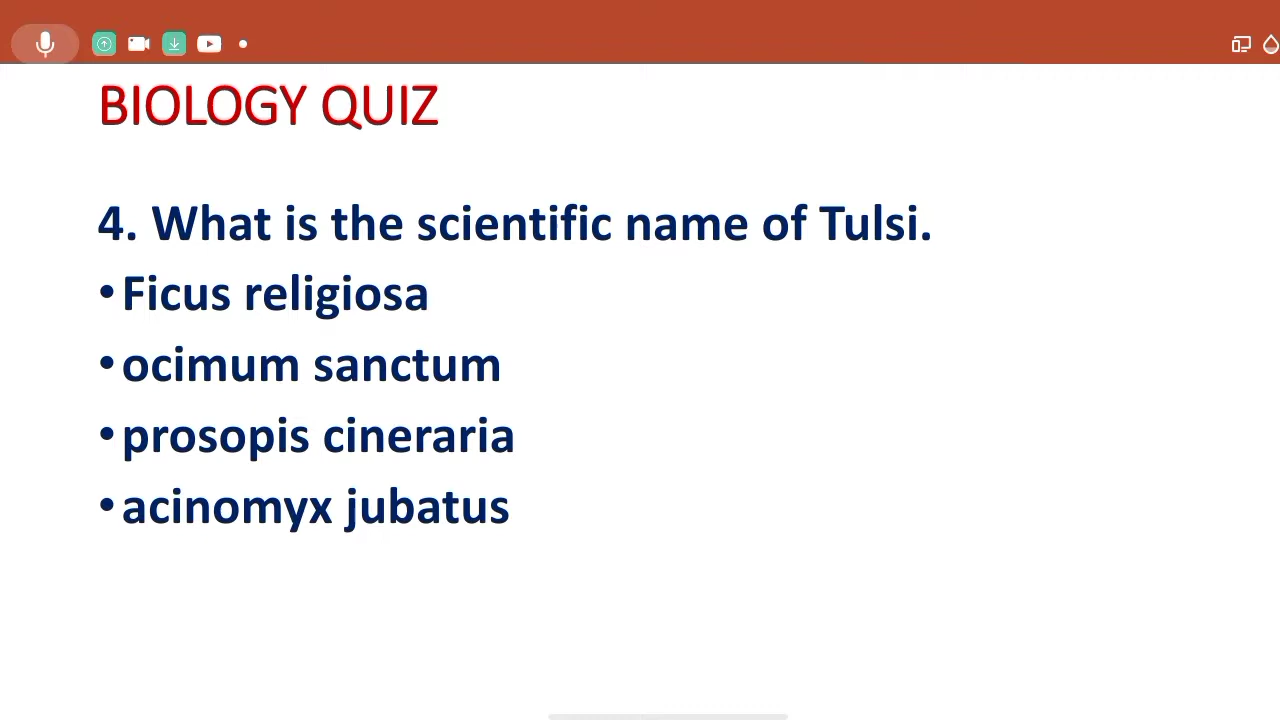 BIOLOGY QUIZ
4. What is the scientific name of Tulsi.
•Ficus religiosa
•ocimum sanctum
•prosopis cineraria
•acinomyx jubatus